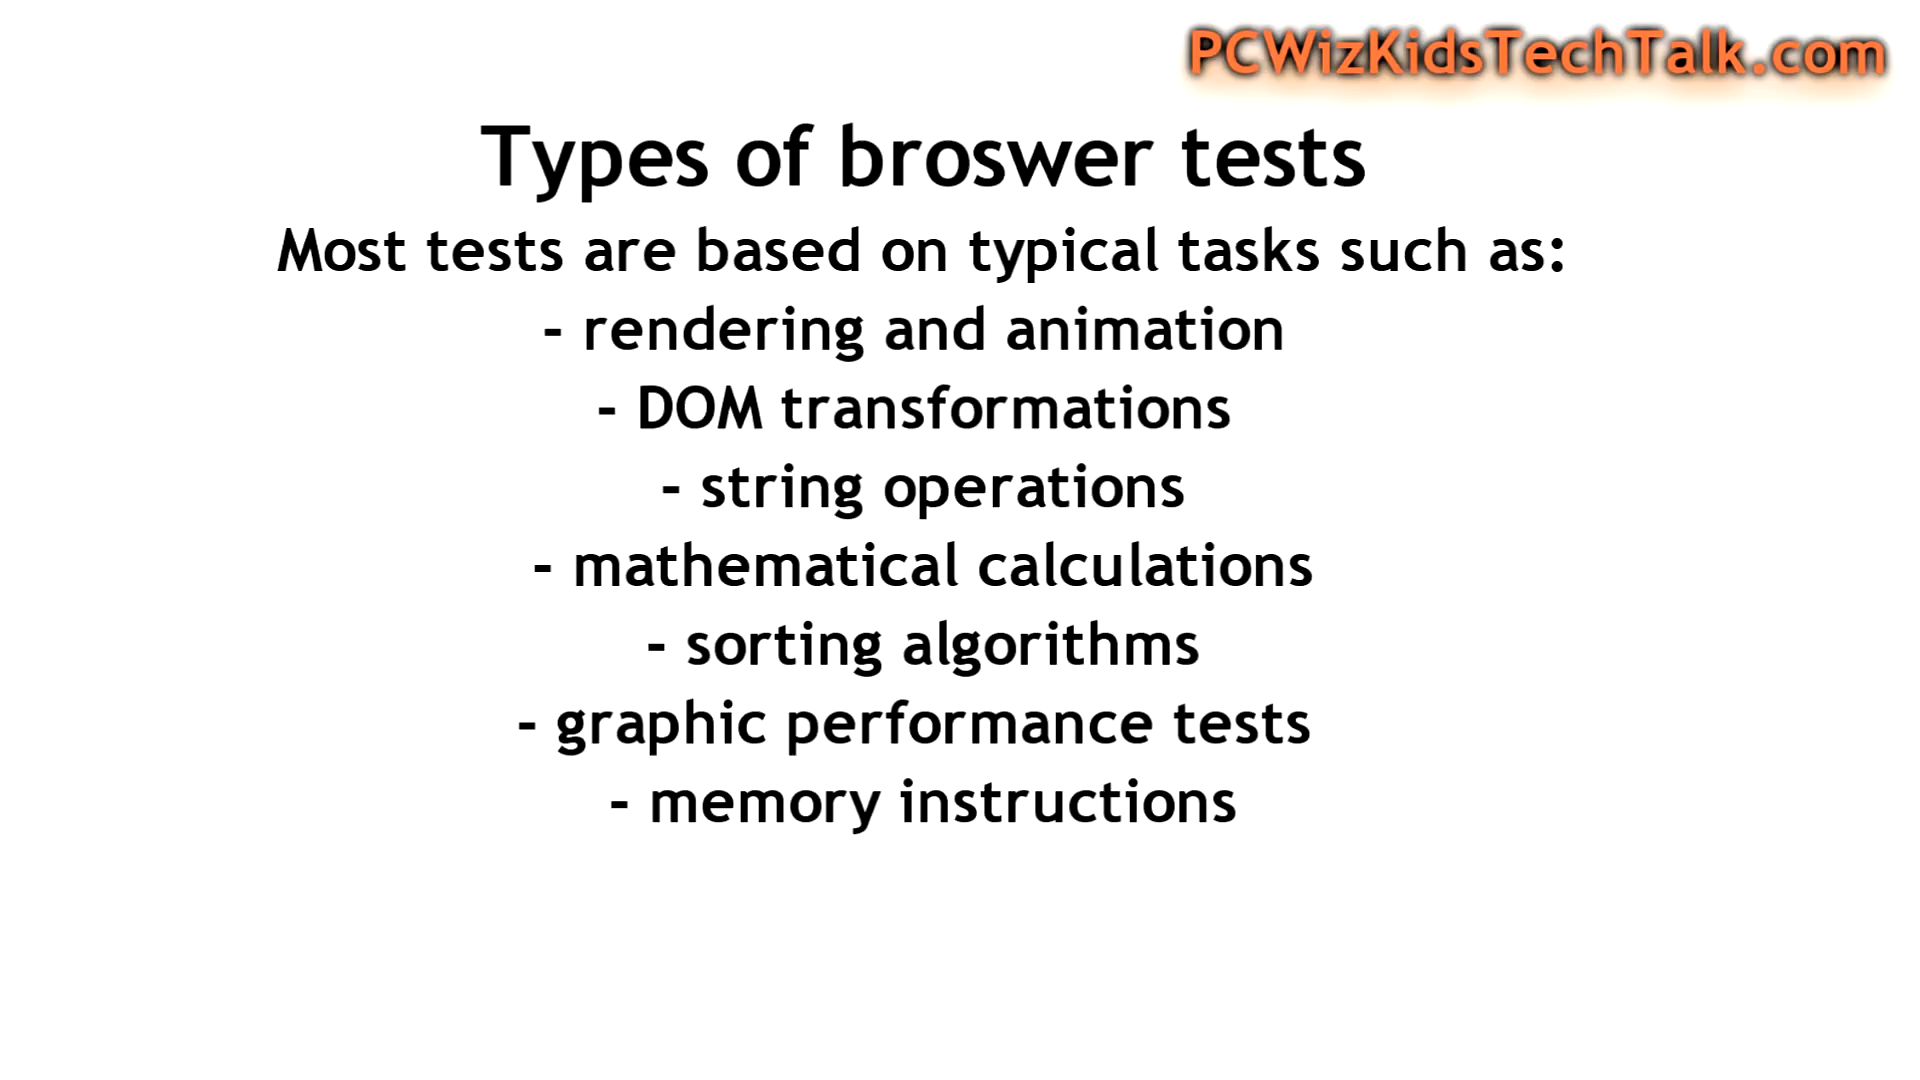 PCWizKidsTechTalk.com
Types of broswer tests
Most tests are based on typical tasks such as:
- rendering and animation
- DOM transformations
- string operations
- mathematical calculations
- sorting algorithms
- graphic performance tests
- memory instructions